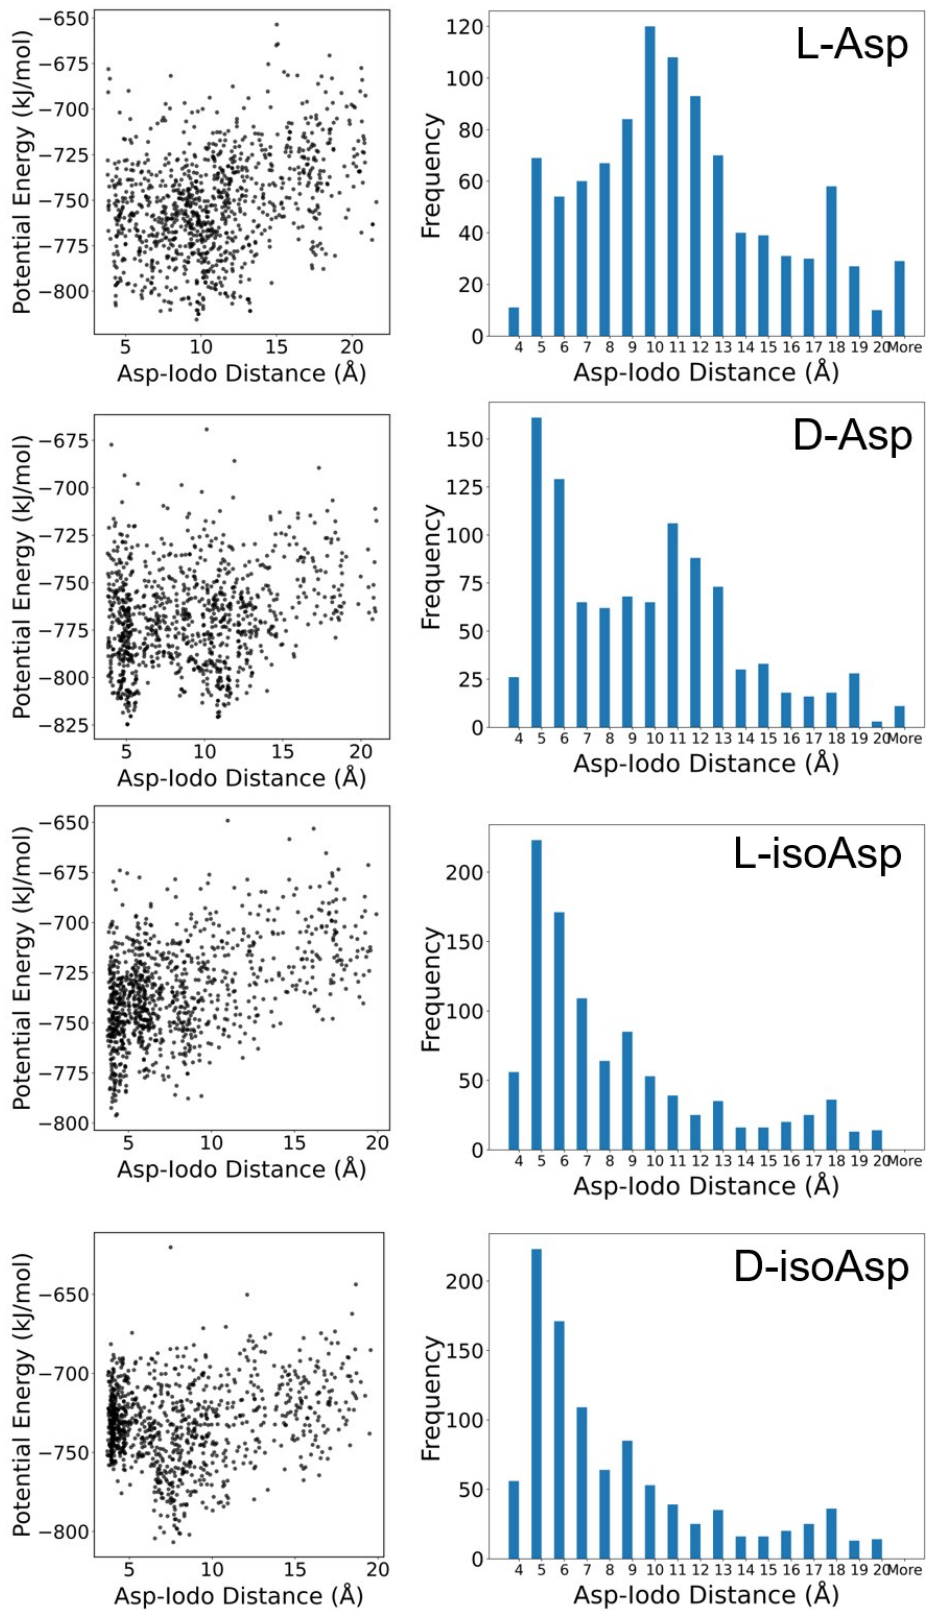 Potential Energy (kJ/mol)
−650
−675
−700
−725
−750
−775
−800
5 10 15 20
Asp-Iodo Distance (Å)
L-Asp
Frequency
120
100
80
60
40
20
0
4 5 6 7 8 9 10 11 12 13 14 15 16 17 18 19 20 More
Asp-Iodo Distance (Å)
Potential Energy (kJ/mol)
−675
−700
−725
−750
−775
−800
−825
5 10 15 20
Asp-Iodo Distance (Å)
D-Asp
Frequency
150
125
100
75
50
25
0
4 5 6 7 8 9 10 11 12 13 14 15 16 17 18 19 20 More
Asp-Iodo Distance (Å)
Potential Energy (kJ/mol)
−650
−675
−700
−725
−750
−775
−800
5 10 15 20
Asp-Iodo Distance (Å)
L-isoAsp
Frequency
200
150
100
50
0
4 5 6 7 8 9 10 11 12 13 14 15 16 17 18 19 20 More
Asp-Iodo Distance (Å)
Potential Energy (kJ/mol)
−650
−700
−750
−800
5 10 15 20
Asp-Iodo Distance (Å)
D-isoAsp
Frequency
200
150
100
50
0
4 5 6 7 8 9 10 11 12 13 14 15 16 17 18 19 20 More
Asp-Iodo Distance (Å)